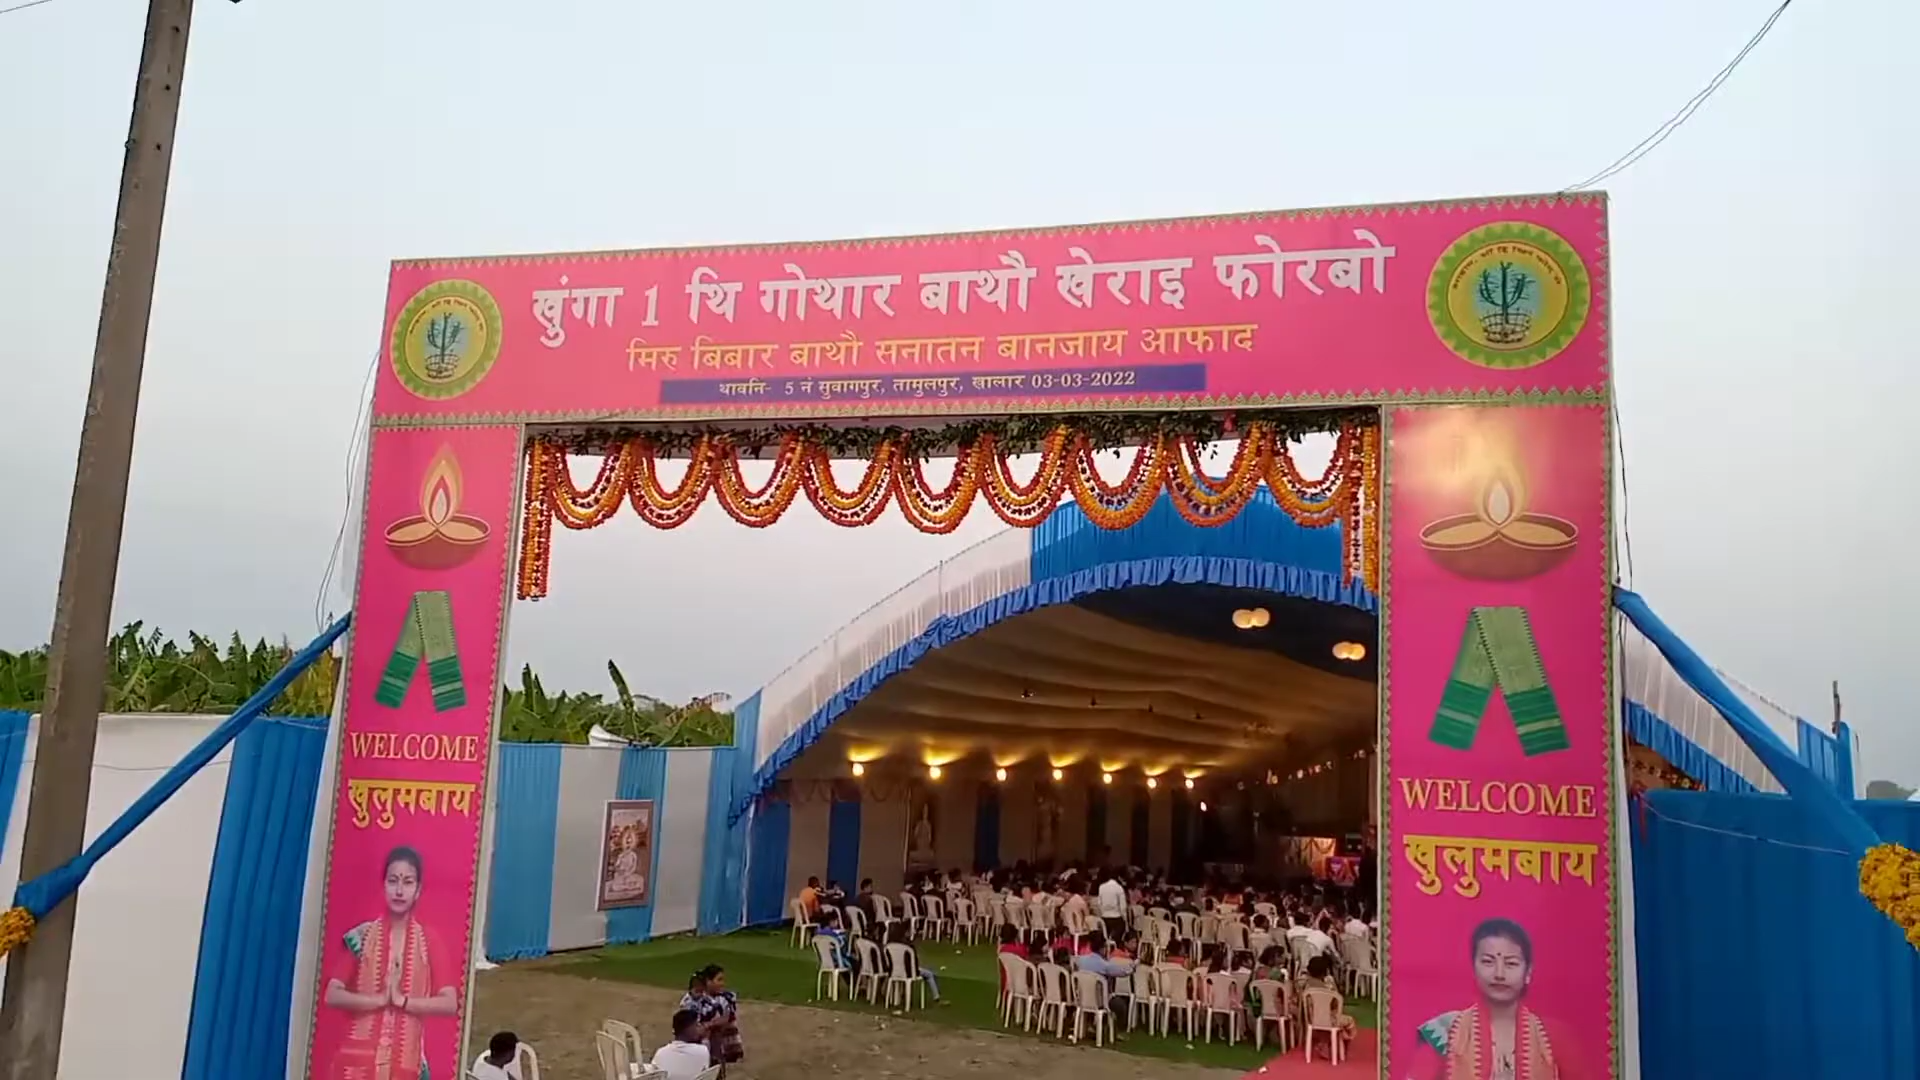 खुंगा 1 थि गोथार बाथौ खेराइ फोरबो
मिरु बिबार बाथौ सनातन बानजाय आफाद
थावनि- 5 नं सुवागपुर, तामुलपुर, खालार 03-03-2022
WELCOME
खुलुमबाय
WELCOME
खुलुमबाय